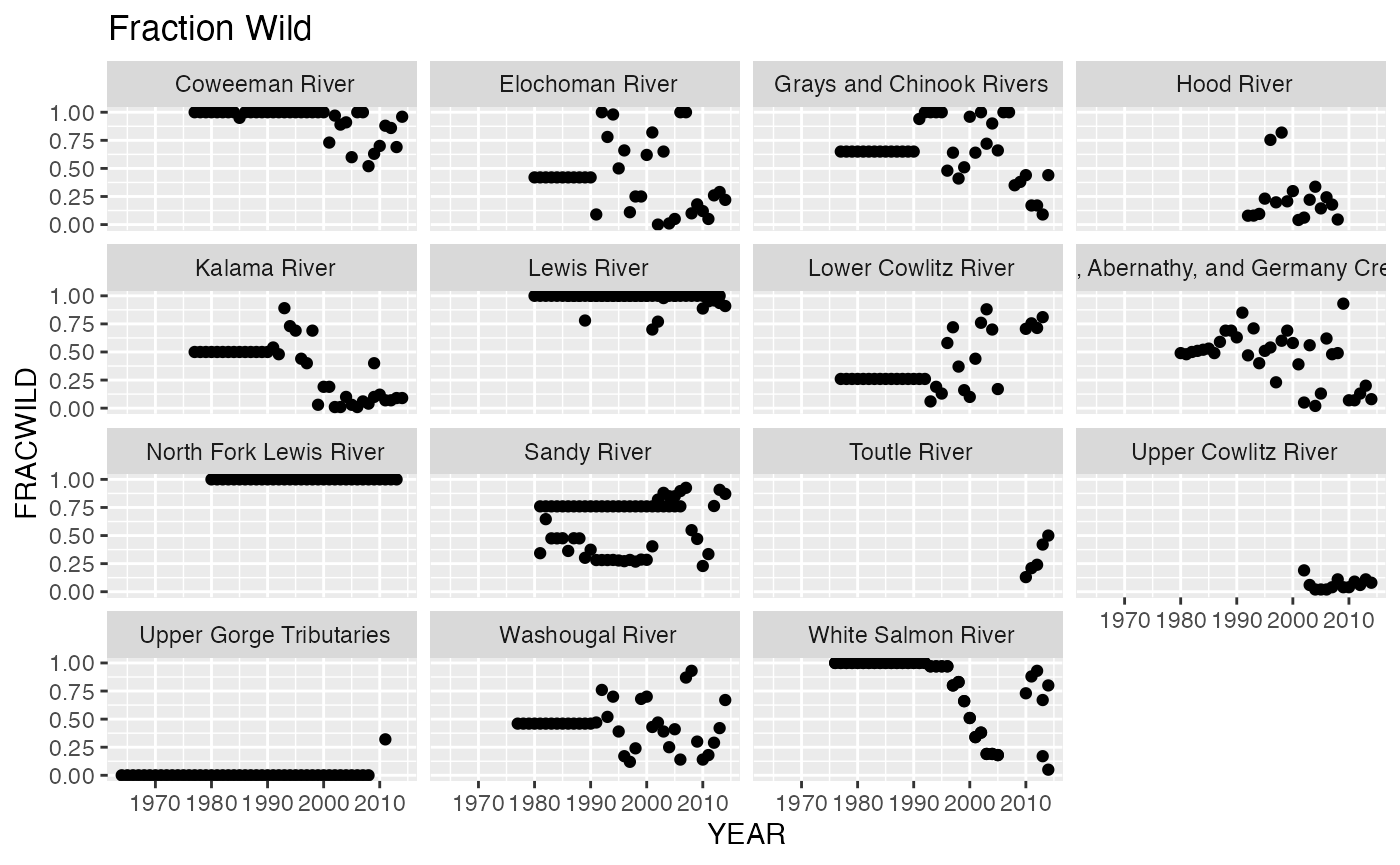 Fraction Wild
Coweeman River
Elochoman River
Grays and Chinook Rivers
Hood River
1.00
0.75
0.50
0.25
0.00
Kalama River
Lewis River
Lower Cowlitz River
, Abernathy, and Germany Cre
1.00
0.75
0.50
0.25
0.00
FRACWILD
North Fork Lewis River
Sandy River
Toutle River
Upper Cowlitz River
1.00
0.75
0.50
0.25
0.00
1970 1980 1990 2000 2010
Upper Gorge Tributaries
Washougal River
White Salmon River
1.00
0.75
0.50
0.25
0.00
1970 1980 1990 2000 2010
1970 1980 1990 2000 2010
1970 1980 1990 2000 2010
YEAR